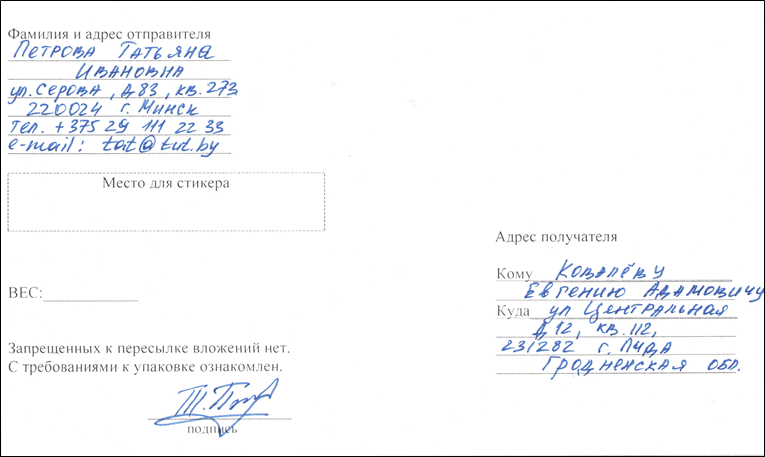 Фамилия и адрес отправителя
Петрова Татьяна
Ивановна
ул. Серова, д 83, кв. 273
220024 г. Минск
Тел. +375 29 111 22 33
e-mail: tat@tut.by
Место для стикера
ВЕС:
Запрещенных к пересылке вложений нет.
С требованиями к упаковке ознакомлен.
Т. Петр
подпись
Адрес получателя
Кому Ковалёву
Евгению Адамовичу
Куда ул Центральная
Д 12, кв. 112,
231282 г. Лида
Гродненская обл.